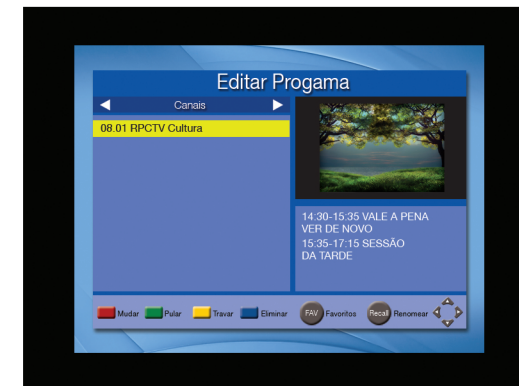 Editar Progama
Canais
08.01 RPCTV Cultura
14:30-15:35 VALE A PENA
VER DE NOVO
15:35-17:15 SESSÃO
DA TARDE
Mudar Pular Travar Eliminar FAV Favoritos Recall Renomear